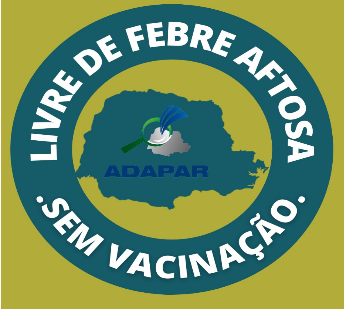 LIVRE DE FEBRE AFTOSA
ADAPAR
.SEM VACINAÇÃO.